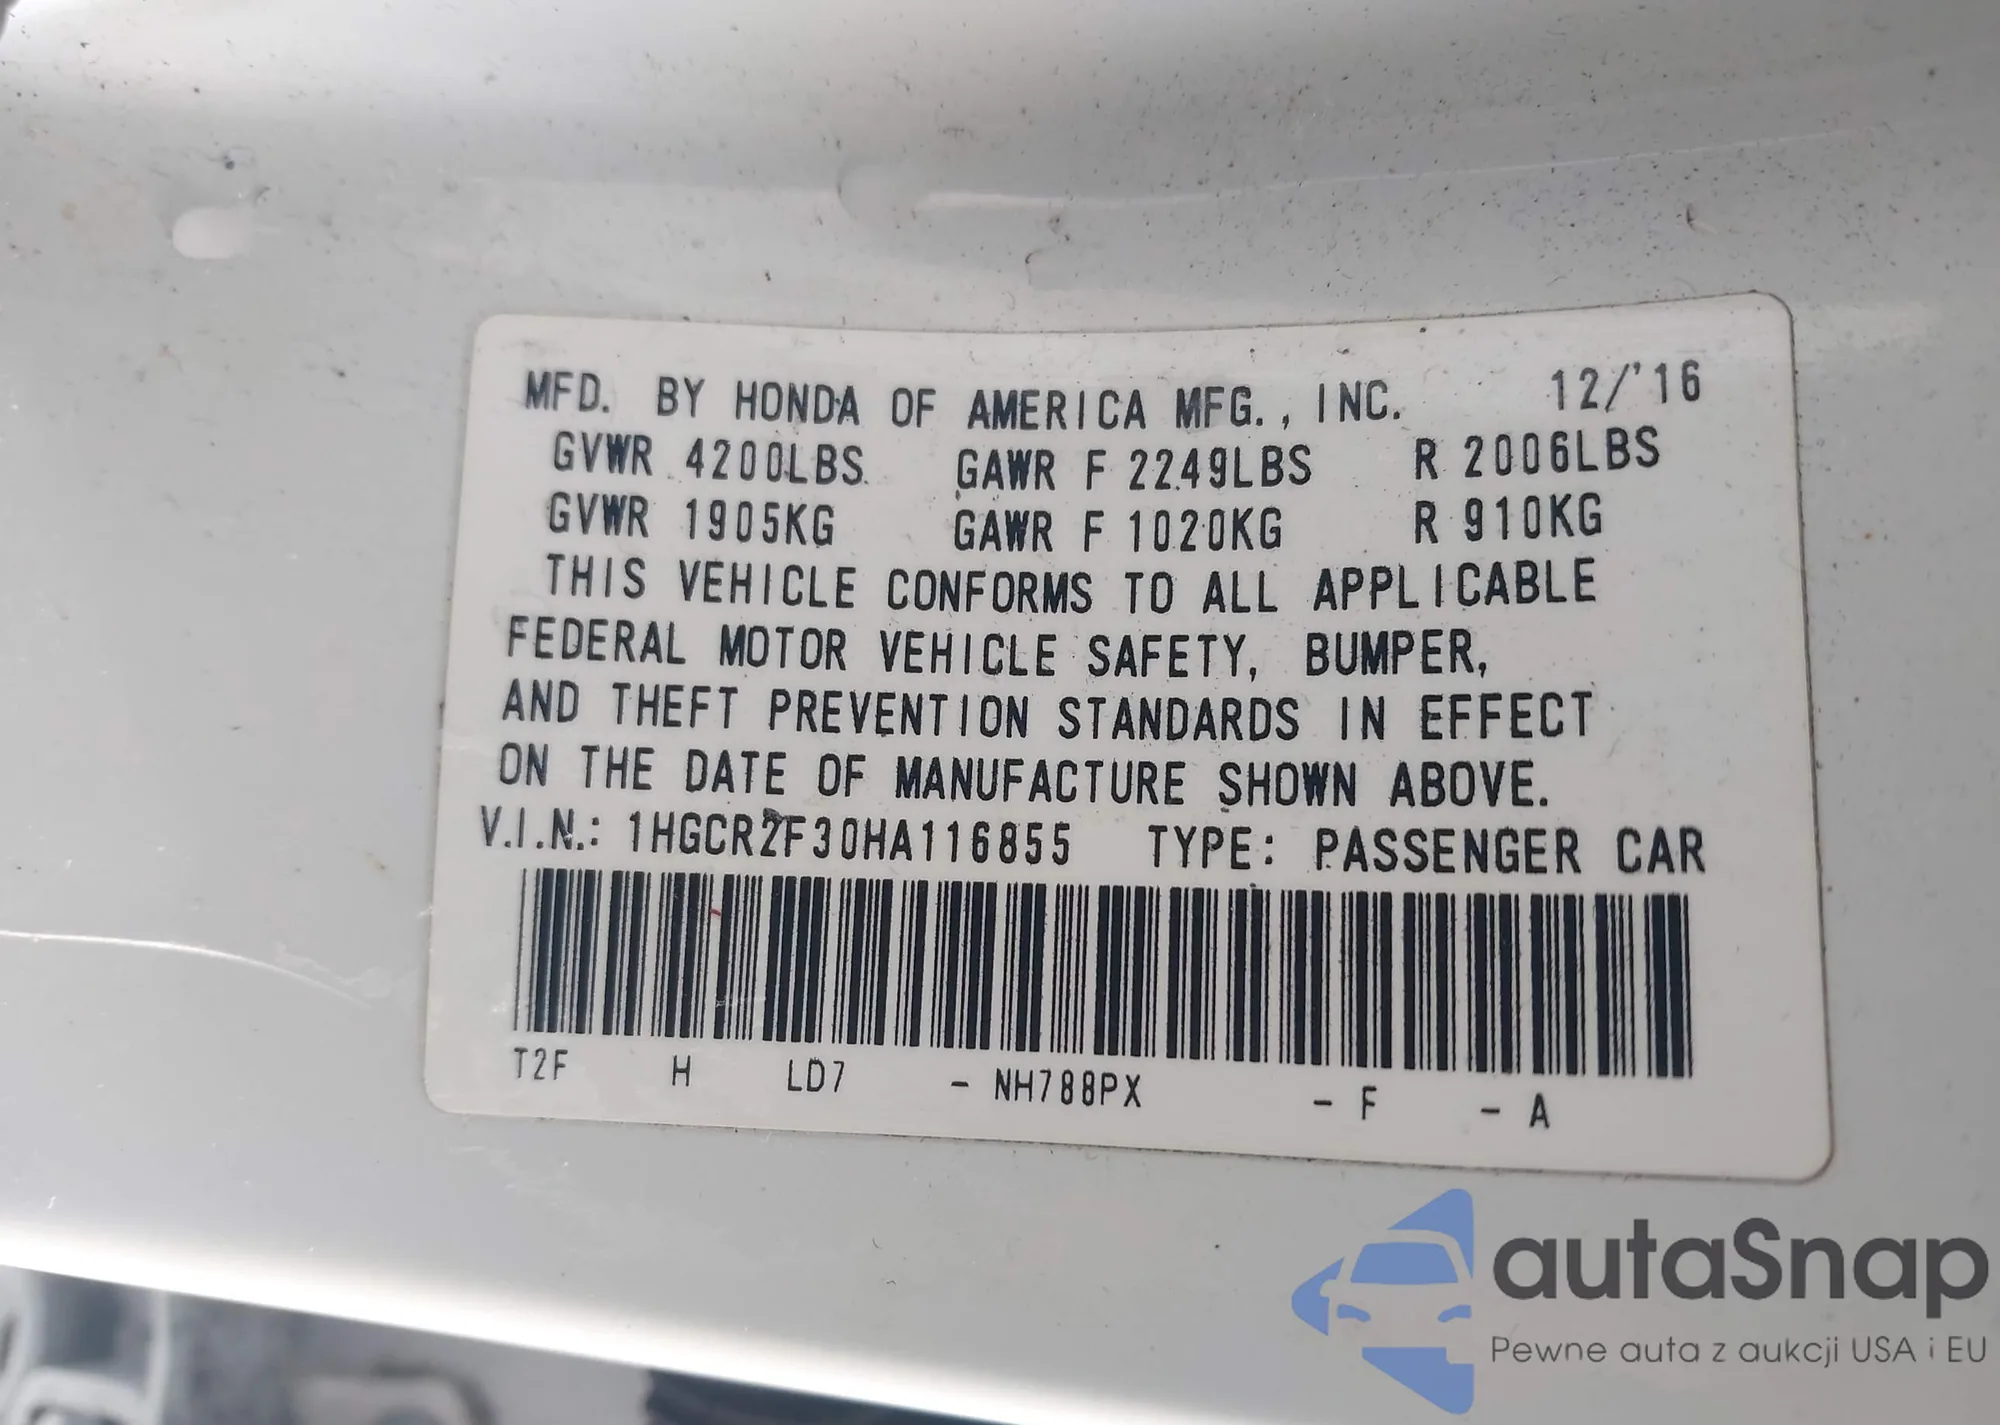 MFD. BY HONDA OF AMERICA MFG., INC. 12/'16
GVWR 4200LBS GAWR F 2249LBS R 2006LBS
GVWR 1905KG GAWR F 1020KG R 910KG
THIS VEHICLE CONFORMS TO ALL APPLICABLE
FEDERAL MOTOR VEHICLE SAFETY, BUMPER,
AND THEFT PREVENTION STANDARDS IN EFFECT
ON THE DATE OF MANUFACTURE SHOWN ABOVE.
V.I.N.: 1HGCR2F30HA116855 TYPE: PASSENGER CAR
T2F H LD7 - NH788PX - F - A
autaSnap
Pewne auta z aukcji USA i EU